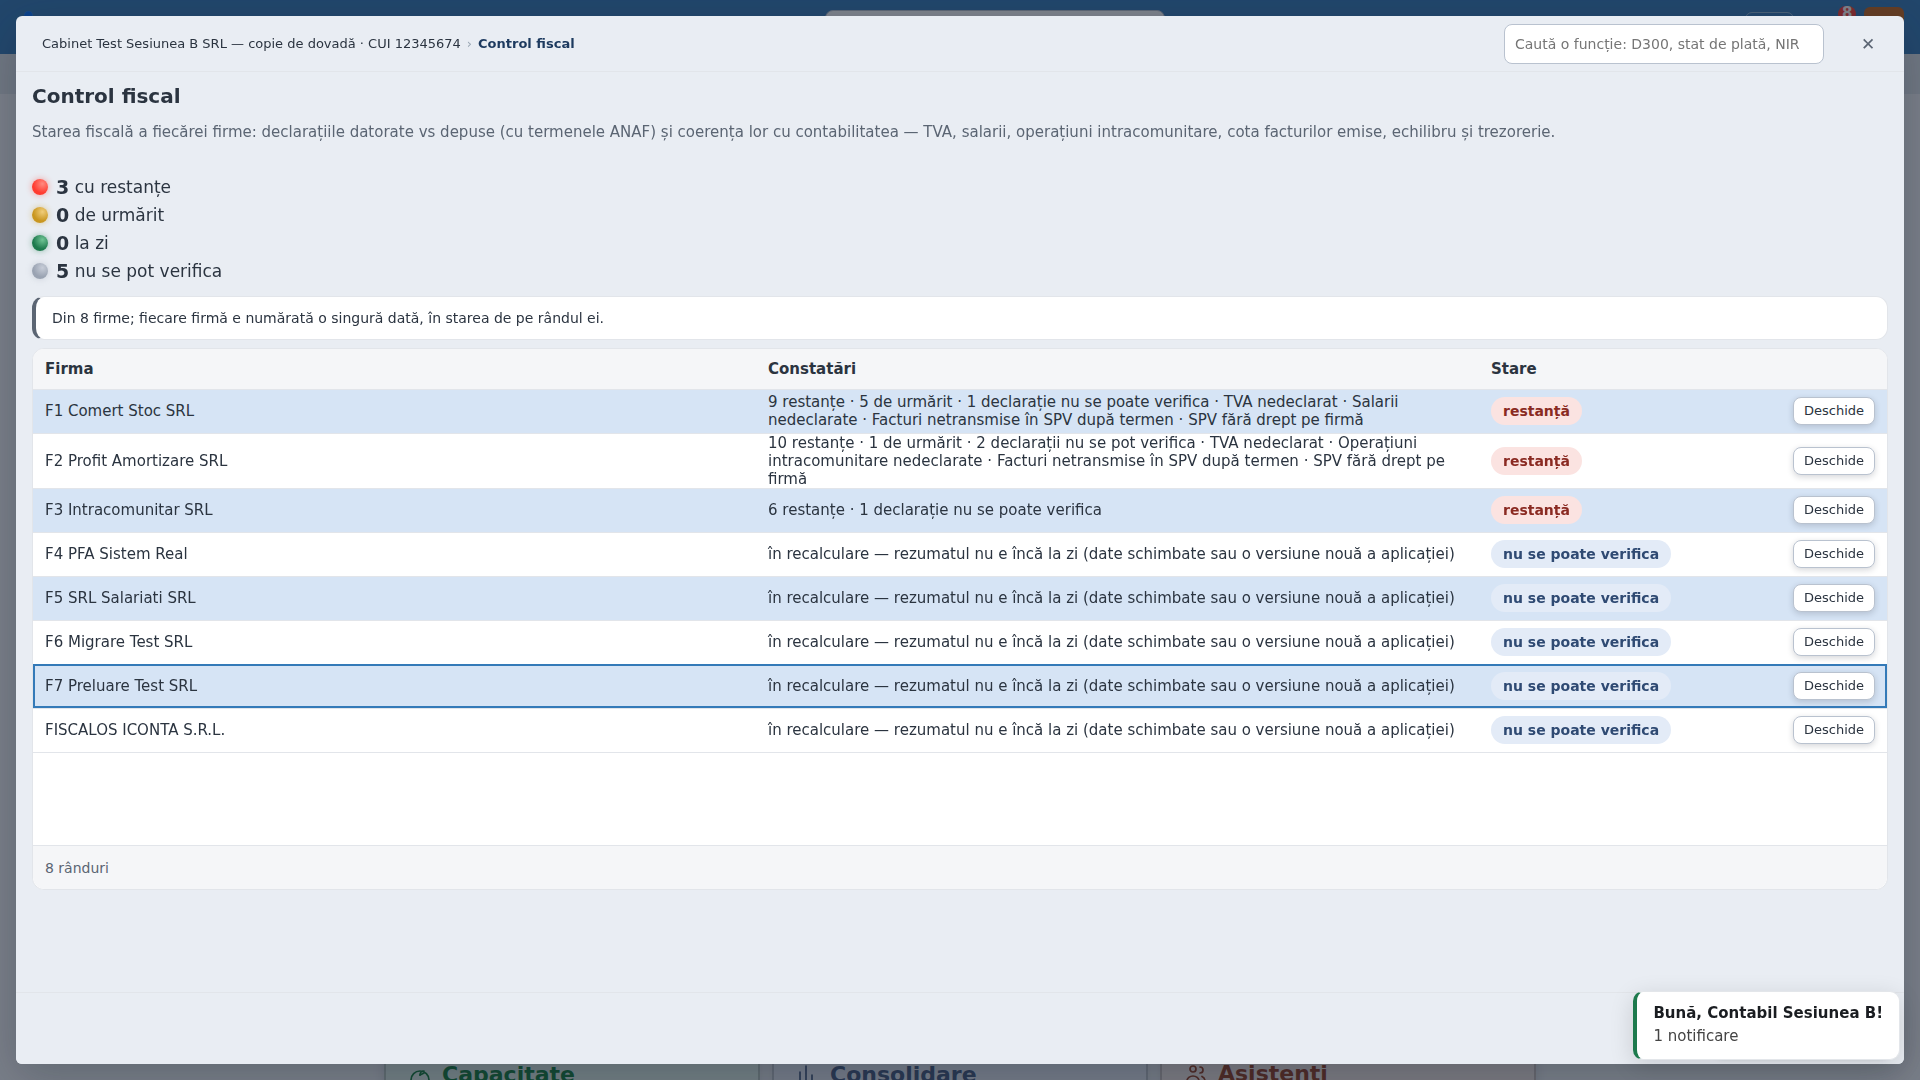 8
Cabinet Test Sesiunea B SRL — copie de dovadă · CUI 12345674 › Control fiscal
Caută o funcție: D300, stat de plată, NIR
✕
Control fiscal
Starea fiscală a fiecărei firme: declarațiile datorate vs depuse (cu termenele ANAF) și coerența lor cu contabilitatea — TVA, salarii, operațiuni intracomunitare, cota facturilor emise, echilibru și trezorerie.
3 cu restanțe
0 de urmărit
0 la zi
5 nu se pot verifica
Din 8 firme; fiecare firmă e numărată o singură dată, în starea de pe rândul ei.
Firma Constatări Stare
F1 Comert Stoc SRL
9 restanțe · 5 de urmărit · 1 declarație nu se poate verifica · TVA nedeclarat · Salarii
nedeclarate · Facturi netransmise în SPV după termen · SPV fără drept pe firmă
restanță
Deschide
F2 Profit Amortizare SRL
10 restanțe · 1 de urmărit · 2 declarații nu se pot verifica · TVA nedeclarat · Operațiuni
intracomunitare nedeclarate · Facturi netransmise în SPV după termen · SPV fără drept pe
firmă
restanță
Deschide
F3 Intracomunitar SRL
6 restanțe · 1 declarație nu se poate verifica
restanță
Deschide
F4 PFA Sistem Real
în recalculare — rezumatul nu e încă la zi (date schimbate sau o versiune nouă a aplicației)
nu se poate verifica
Deschide
F5 SRL Salariati SRL
în recalculare — rezumatul nu e încă la zi (date schimbate sau o versiune nouă a aplicației)
nu se poate verifica
Deschide
F6 Migrare Test SRL
în recalculare — rezumatul nu e încă la zi (date schimbate sau o versiune nouă a aplicației)
nu se poate verifica
Deschide
F7 Preluare Test SRL
în recalculare — rezumatul nu e încă la zi (date schimbate sau o versiune nouă a aplicației)
nu se poate verifica
Deschide
FISCALOS ICONTA S.R.L.
în recalculare — rezumatul nu e încă la zi (date schimbate sau o versiune nouă a aplicației)
nu se poate verifica
Deschide
8 rânduri
Bună, Contabil Sesiunea B!
1 notificare
Capacitate
Consolidare
Asistenți